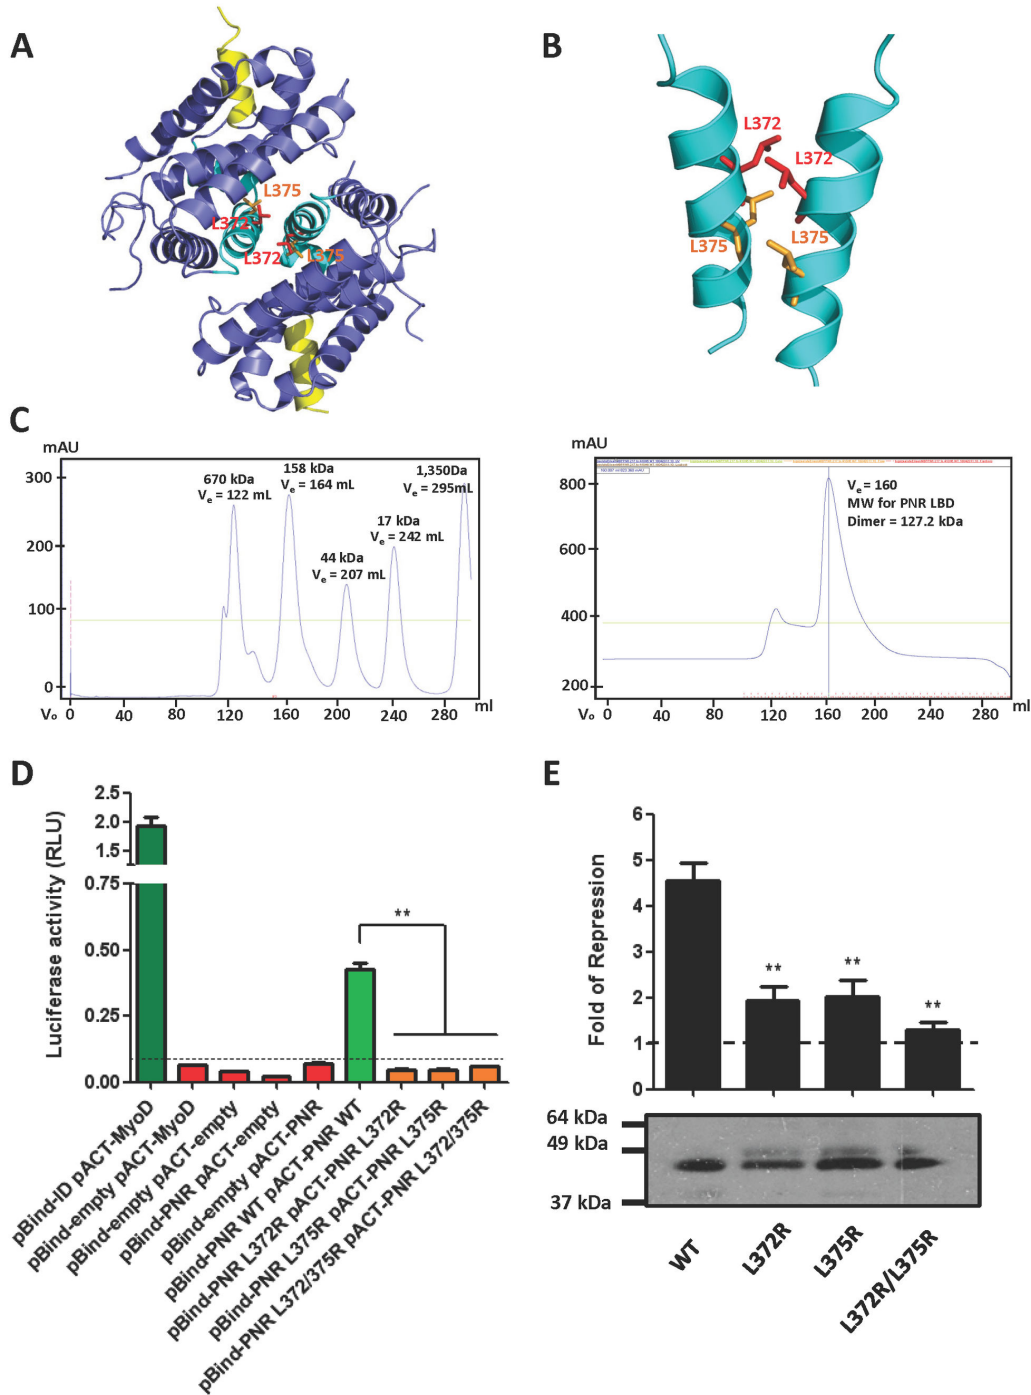 A
L375
L372
L372
L375
B
L372
L372
L375
L375
C
mAU
300
200
100
0
670 kDa
Ve = 122 mL
158 kDa
Ve = 164 mL
44 kDa
Ve = 207 mL
17 kDa
Ve = 242 mL
1,350Da
Ve = 295mL
Vo 0 40 80 120 160 200 240 280 ml
mAU
800
600
400
200
Ve = 160
MW for PNR LBD
Dimer = 127.2 kDa
Vo 0 40 80 120 160 200 240 280 ml
D
Luciferase activity (RLU)
2.5
2.0
1.5
0.75
0.50
0.25
0.00
**
pBind-ID pACT-MyoD
pBind-empty pACT-MyoD
pBind-empty pACT-empty
pBind-PNR pACT-empty
pBind-empty pACT-PNR
pBind-PNR WT pACT-PNR WT
pBind-PNR L372R pACT-PNR L372R
pBind-PNR L375R pACT-PNR L375R
pBind-PNR L372/375R pACT-PNR L372/375R
E
Fold of Repression
6
5
4
3
2
1
0
**
**
**
64 kDa
49 kDa
37 kDa
WT
L372R
L375R
L372R/L375R